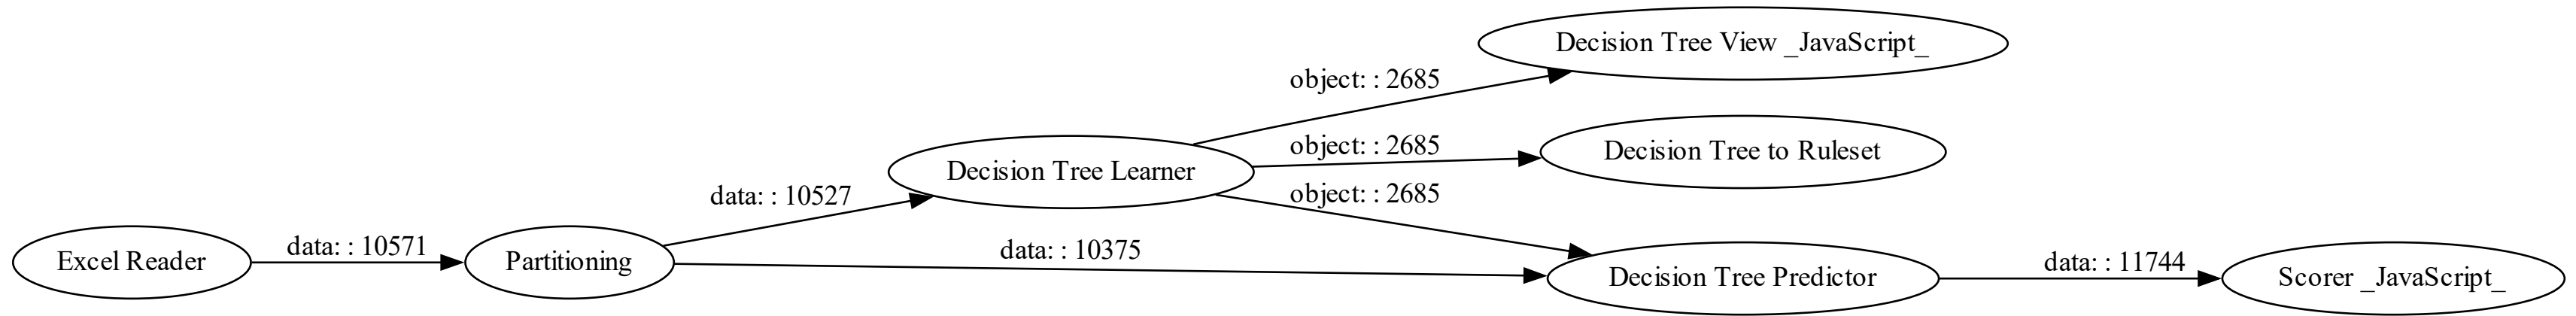 Decision Tree View _JavaScript_
object: : 2685
object: : 2685
Decision Tree to Ruleset
Decision Tree Learner
data: : 10527
object: : 2685
Excel Reader
data: : 10571
Partitioning
data: : 10375
Decision Tree Predictor
data: : 11744
Scorer _JavaScript_